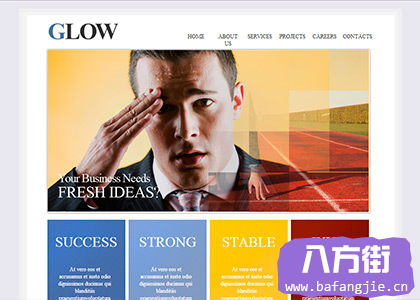 GLOW
HOME ABOUT US SERVICES PROJECTS CAREERS CONTACTS
Your Business Needs
FRESH IDEAS?
SUCCESS STRONG STABLE
At vero eos et At vero eos et At vero eos et
accusamus et iusto odio accusamus et iusto odio accusamus et iusto odio
dignissimos ducimus qui dignissimos ducimus qui dignissimos ducimus qui
blanditiis blanditiis blanditiis
八方街
www.bafangjie.cn